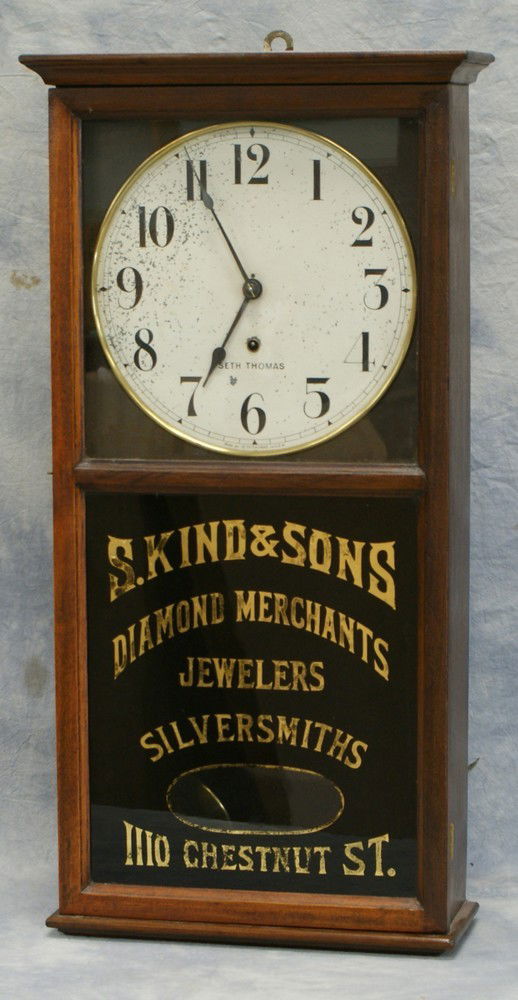 12
1
2
3
4
5
6
7
8
9
10
11
SETH THOMAS
S. KIND & SONS
DIAMOND MERCHANTS
JEWELERS
SILVERSMITHS
1110 CHESTNUT ST.